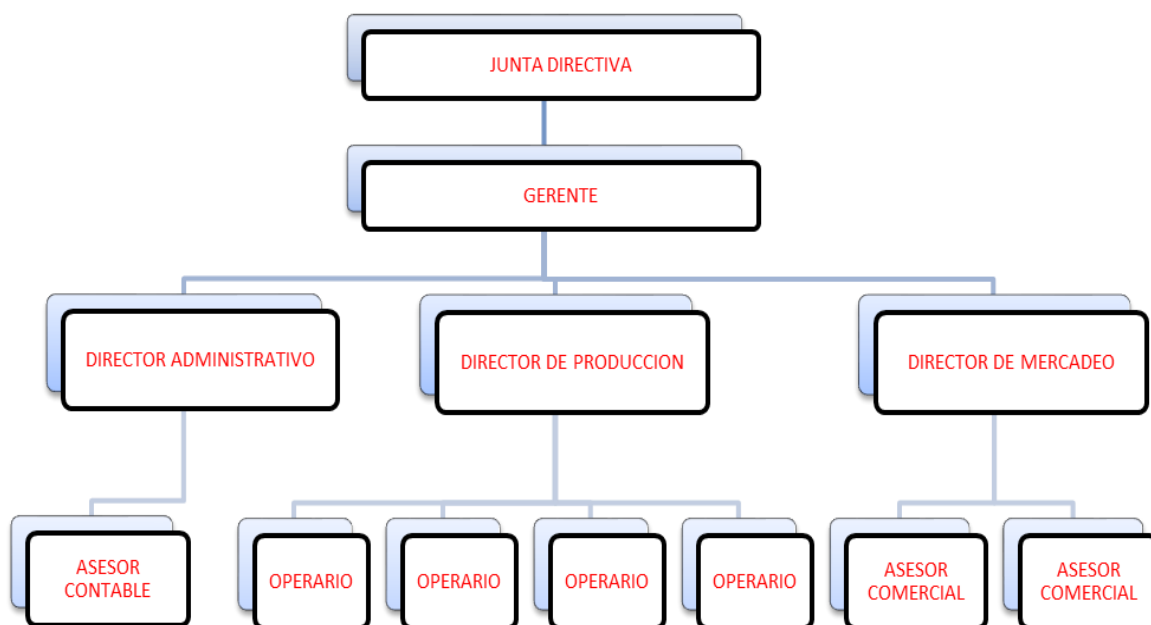 JUNTA DIRECTIVA
GERENTE
DIRECTOR ADMINISTRATIVO
DIRECTOR DE PRODUCCION
DIRECTOR DE MERCADEO
ASESOR
CONTABLE
OPERARIO
OPERARIO
OPERARIO
OPERARIO
ASESOR
COMERCIAL
ASESOR
COMERCIAL